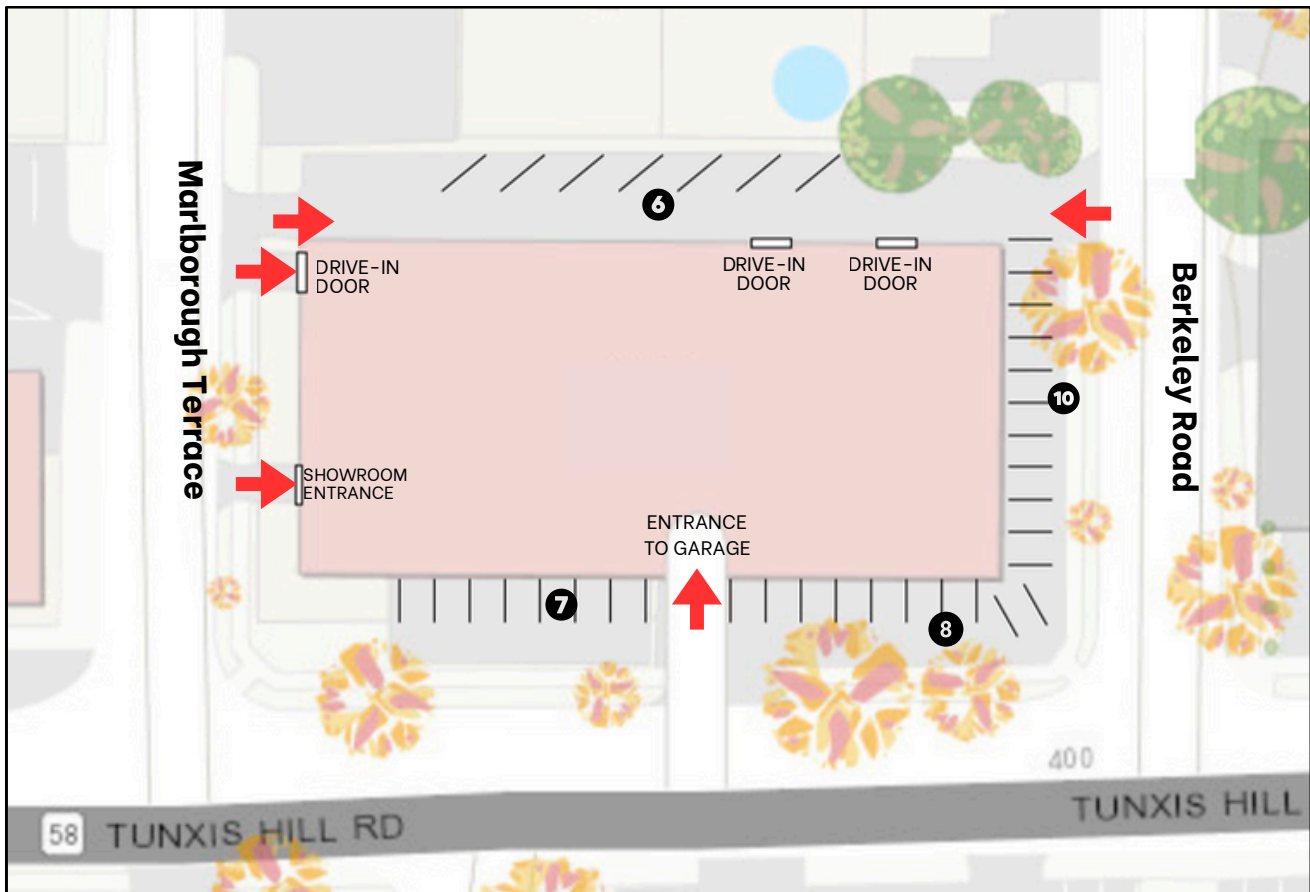 6
DRIVE-IN
DOOR
DRIVE-IN
DOOR
DRIVE-IN
DOOR
Marlborough Terrace
Berkeley Road
10
SHOWROOM
ENTRANCE
ENTRANCE
TO GARAGE
7
8
400
58 TUNXIS HILL RD
TUNXIS HILL